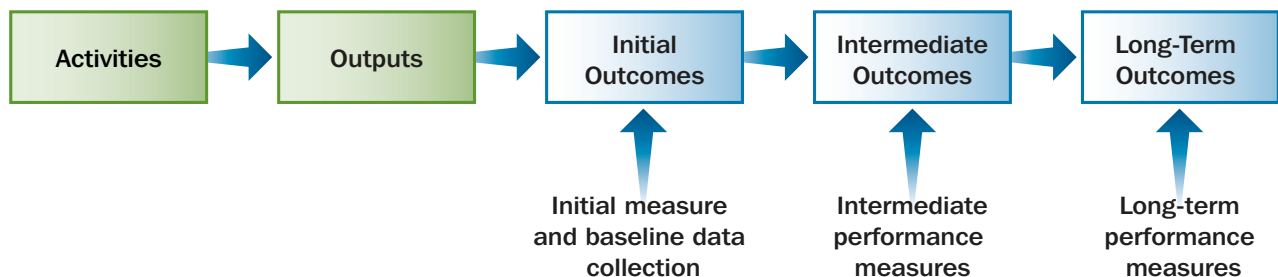 Activities
Outputs
Initial
Outcomes
Intermediate
Outcomes
Long-Term
Outcomes
Initial measure
and baseline data
collection
Intermediate
performance
measures
Long-term
performance
measures